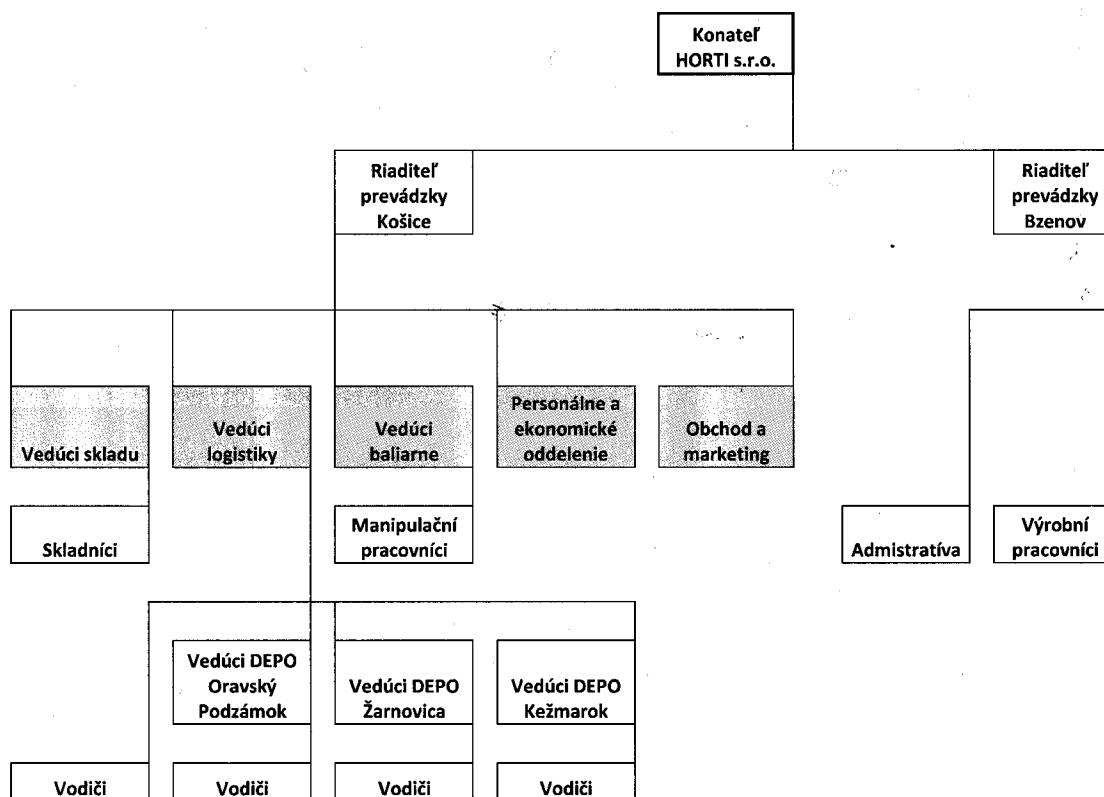 Konateľ
HORTI s.r.o.
Riaditeľ
prevádzky
Košice
Riaditeľ
prevádzky
Bzenov
Vedúci skladu
Vedúci
logistiky
Vedúci
baliarne
Personálne a
ekonomické
oddelenie
Obchod a
marketing
Skladníci
Manipulační
pracovníci
Admistratíva
Výrobní
pracovníci
Vedúci DEPO
Oravský
Podzámok
Vedúci DEPO
Žarnovica
Vedúci DEPO
Kežmarok
Vodiči
Vodiči
Vodiči
Vodiči